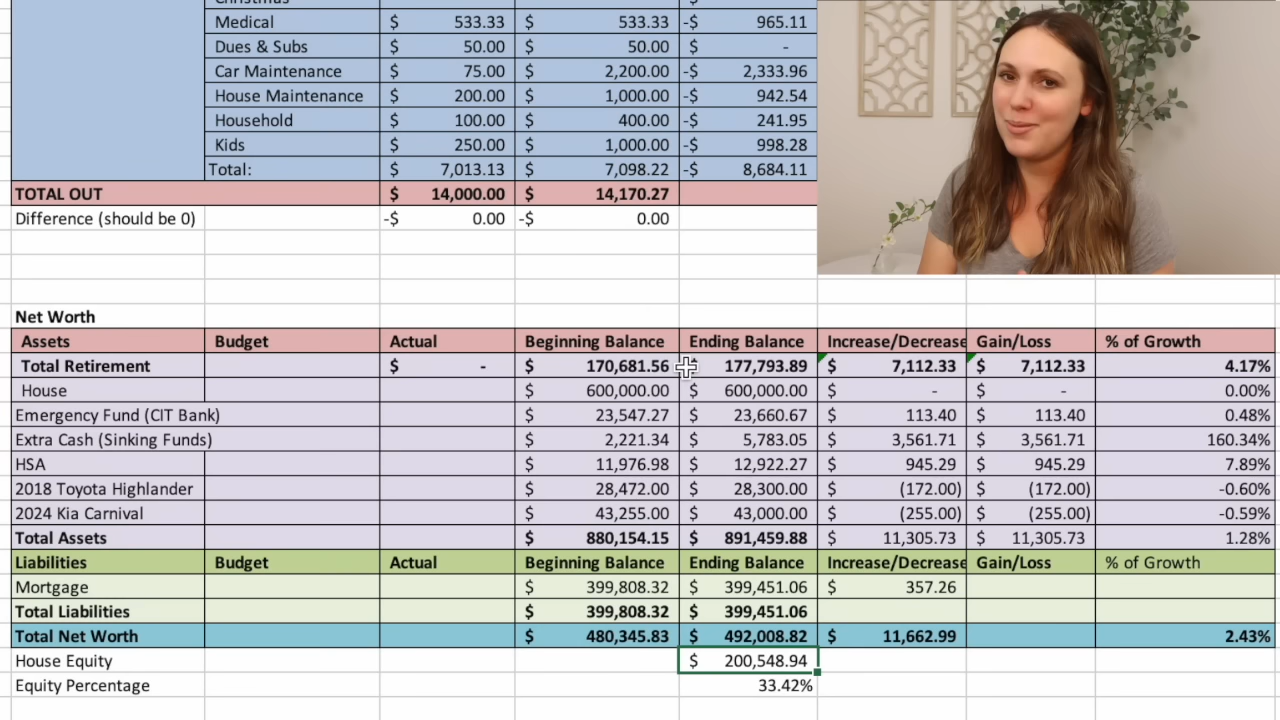 Christmas
Medical $ 533.33 $ 533.33 -$ 965.11
Dues & Subs $ 50.00 $ 50.00 $ -
Car Maintenance $ 75.00 $ 2,200.00 -$ 2,333.96
House Maintenance $ 200.00 $ 1,000.00 -$ 942.54
Household $ 100.00 $ 400.00 -$ 241.95
Kids $ 250.00 $ 1,000.00 -$ 998.28
Total: $ 7,013.13 $ 7,098.22 -$ 8,684.11
TOTAL OUT $ 14,000.00 $ 14,170.27
Difference (should be 0) -$ 0.00 -$ 0.00
Net Worth
Assets Budget Actual Beginning Balance Ending Balance Increase/Decrease Gain/Loss % of Growth
Total Retirement $ - $ 170,681.56 177,793.89 $ 7,112.33 $ 7,112.33 4.17%
House $ 600,000.00 $ 600,000.00 $ - $ - 0.00%
Emergency Fund (CIT Bank) $ 23,547.27 $ 23,660.67 $ 113.40 $ 113.40 0.48%
Extra Cash (Sinking Funds) $ 2,221.34 $ 5,783.05 $ 3,561.71 $ 3,561.71 160.34%
HSA $ 11,976.98 $ 12,922.27 $ 945.29 $ 945.29 7.89%
2018 Toyota Highlander $ 28,472.00 $ 28,300.00 $ (172.00) $ (172.00) -0.60%
2024 Kia Carnival $ 43,255.00 $ 43,000.00 $ (255.00) $ (255.00) -0.59%
Total Assets $ 880,154.15 $ 891,459.88 $ 11,305.73 $ 11,305.73 1.28%
Liabilities Budget Actual Beginning Balance Ending Balance Increase/Decrease Gain/Loss % of Growth
Mortgage $ 399,808.32 $ 399,451.06 $ 357.26
Total Liabilities $ 399,808.32 $ 399,451.06
Total Net Worth $ 480,345.83 $ 492,008.82 $ 11,662.99 2.43%
House Equity $ 200,548.94
Equity Percentage 33.42%